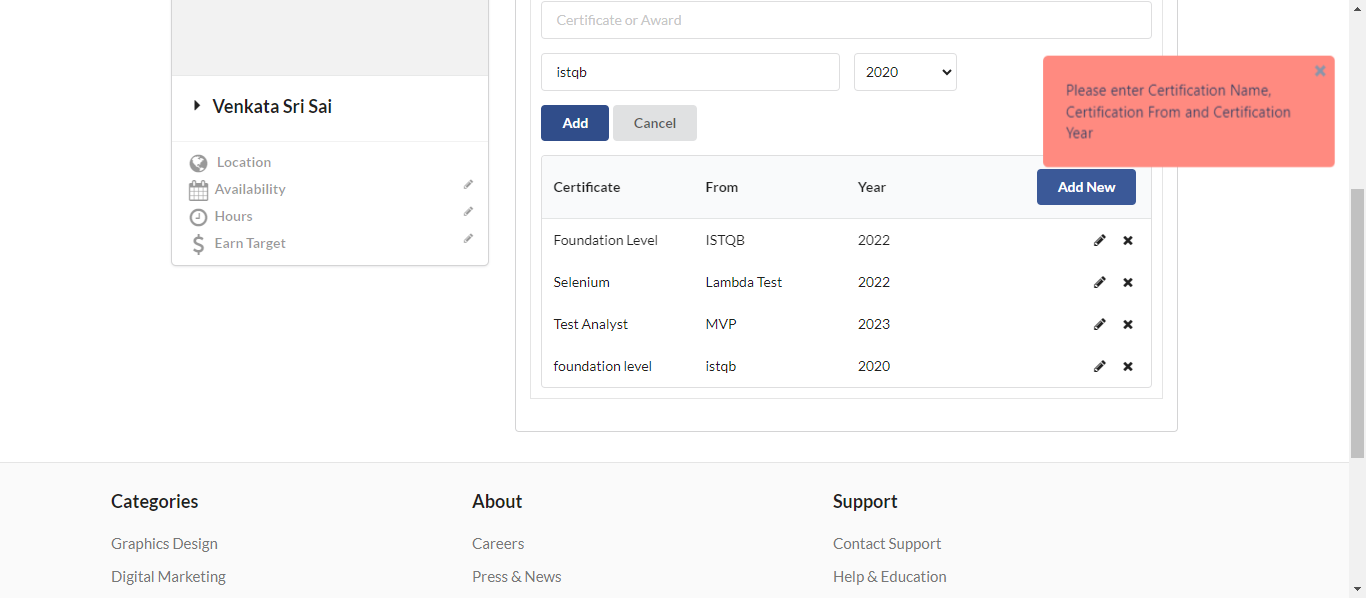 Certificate or Award
istqb 2020
Please enter Certification Name,
Certification From and Certification
Year
Add Cancel
Venkata Sri Sai
Location
Availability
Hours
Earn Target
Certificate From Year Add New
Foundation Level ISTQB 2022
Selenium Lambda Test 2022
Test Analyst MVP 2023
foundation level istqb 2020
Categories About Support
Graphics Design Careers Contact Support
Digital Marketing Press & News Help & Education